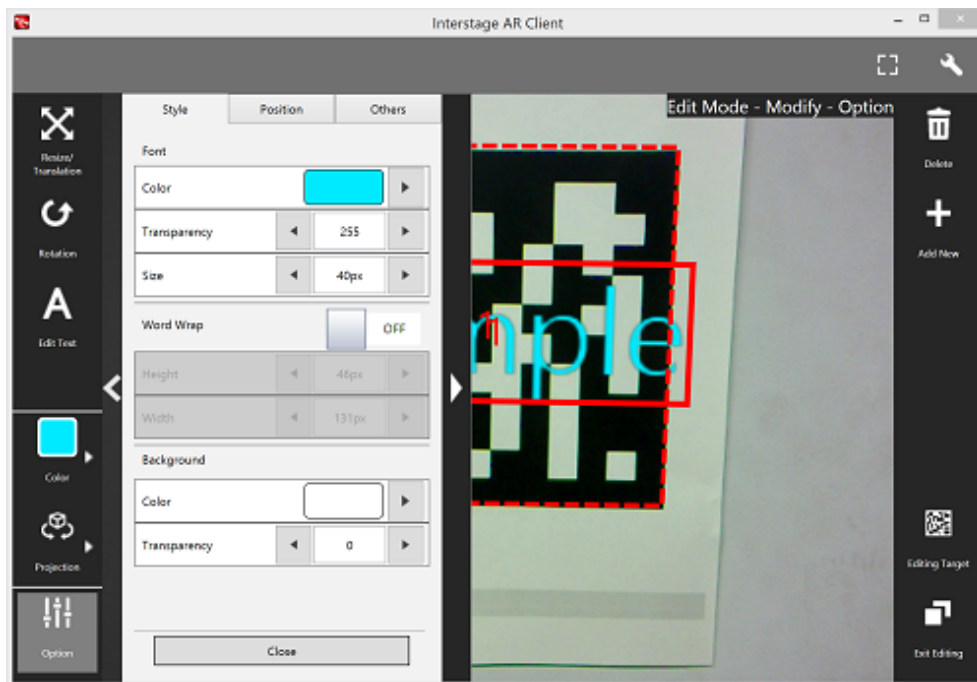 Interstage AR Client
Edit Mode - Modify - Option
Resize/
Translation
Rotation
Edit Text
Color
Projection
Option
Style Position Others
Font
Color
Transparency 255
Size 40px
Word Wrap OFF
Height 46px
Width 131px
Background
Color
Transparency 0
Close
mple
Delete
Add New
Editing Target
Exit Editing